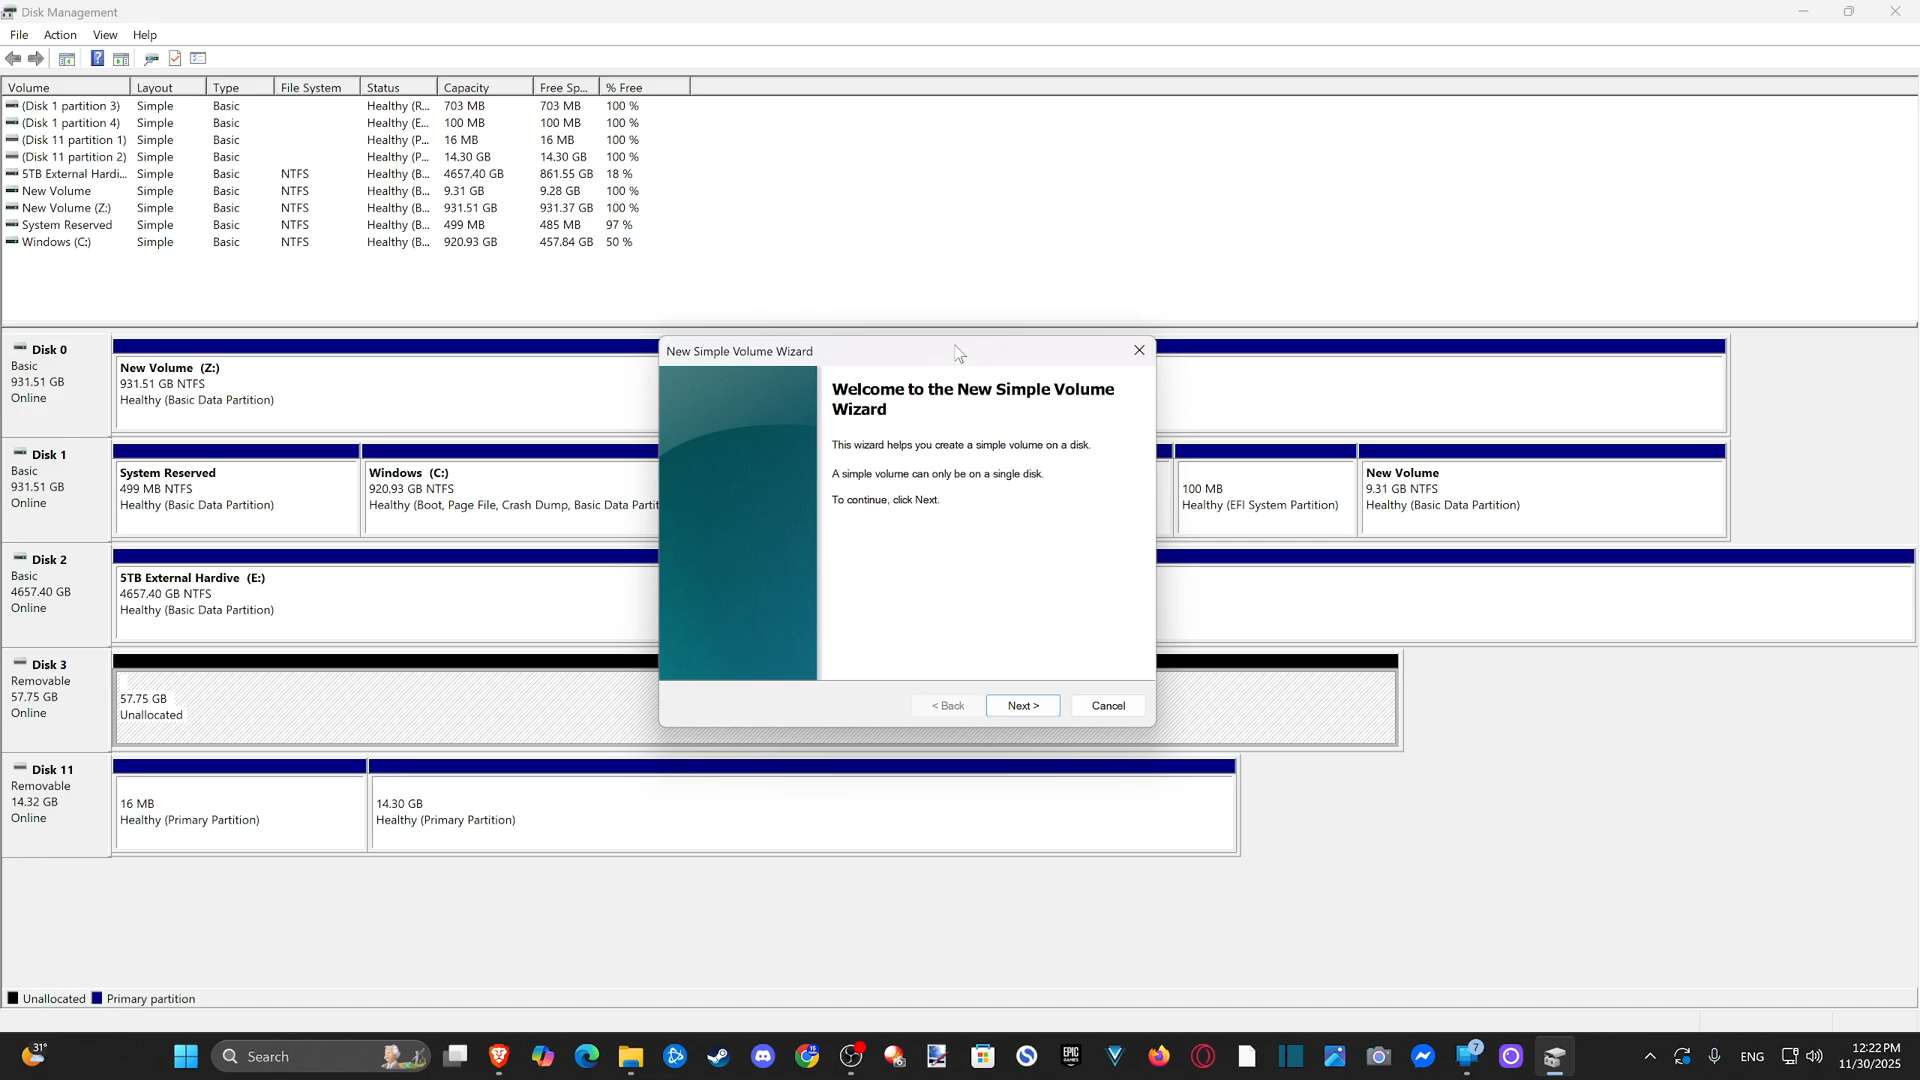 Disk Management
File Action View Help
Volume Layout Type File System Status Capacity Free Sp... % Free
(Disk 1 partition 3) Simple Basic Healthy (R... 703 MB 703 MB 100 %
(Disk 1 partition 4) Simple Basic Healthy (E... 100 MB 100 MB 100 %
(Disk 11 partition 1) Simple Basic Healthy (P... 16 MB 16 MB 100 %
(Disk 11 partition 2) Simple Basic Healthy (P... 14.30 GB 14.30 GB 100 %
5TB External Hardi... Simple Basic NTFS Healthy (B... 4657.40 GB 861.55 GB 18 %
New Volume Simple Basic NTFS Healthy (B... 9.31 GB 9.28 GB 100 %
New Volume (Z:) Simple Basic NTFS Healthy (B... 931.51 GB 931.37 GB 100 %
System Reserved Simple Basic NTFS Healthy (B... 499 MB 485 MB 97 %
Windows (C:) Simple Basic NTFS Healthy (B... 920.93 GB 457.84 GB 50 %
Disk 0
Basic
931.51 GB
Online
New Volume (Z:)
931.51 GB NTFS
Healthy (Basic Data Partition)
Disk 1
Basic
931.51 GB
Online
System Reserved
499 MB NTFS
Healthy (Basic Data Partition)
Windows (C:)
920.93 GB NTFS
Healthy (Boot, Page File, Crash Dump, Basic Data Partit
100 MB
Healthy (EFI System Partition)
New Volume
9.31 GB NTFS
Healthy (Basic Data Partition)
Disk 2
Basic
4657.40 GB
Online
5TB External Hardive (E:)
4657.40 GB NTFS
Healthy (Basic Data Partition)
Disk 3
Removable
57.75 GB
Online
57.75 GB
Unallocated
Disk 11
Removable
14.32 GB
Online
16 MB
Healthy (Primary Partition)
14.30 GB
Healthy (Primary Partition)
New Simple Volume Wizard
Welcome to the New Simple Volume
Wizard
This wizard helps you create a simple volume on a disk.
A simple volume can only be on a single disk.
To continue, click Next.
< Back Next > Cancel
Unallocated Primary partition
31°
Search
EPIC
GAMES
7
ENG
12:22 PM
11/30/2025